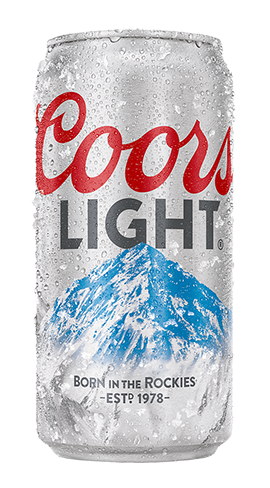 Coors
LIGHT®
BORN IN THE ROCKIES
-ESTD 1978-